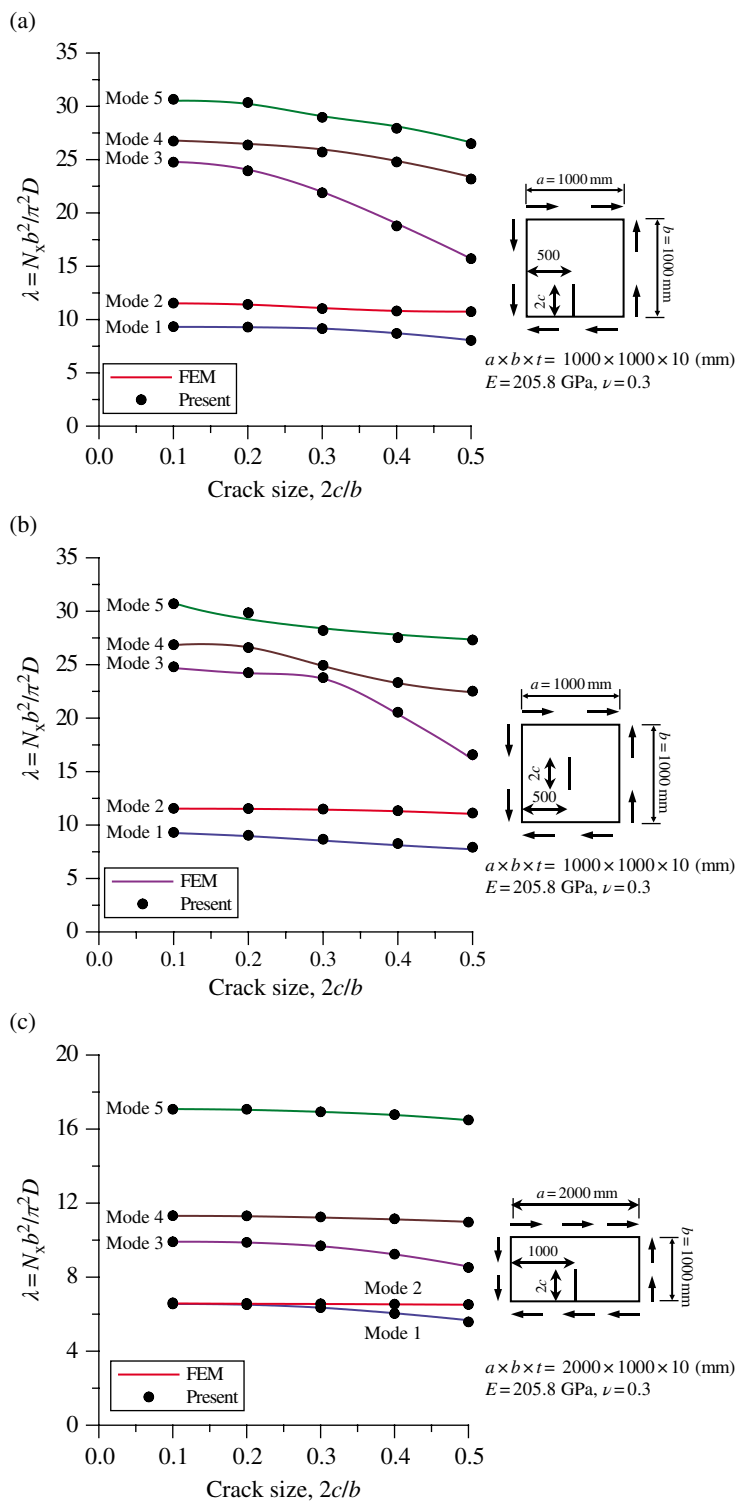 (a)
35
30
25
20
15
10
5
0
λ = Nₓb²/π²D
Mode 5
Mode 4
Mode 3
Mode 2
Mode 1
FEM
Present
0.0 0.1 0.2 0.3 0.4 0.5
Crack size, 2c/b
a = 1000 mm
b = 1000 mm
500
2c
a × b × t = 1000 × 1000 × 10 (mm)
E = 205.8 GPa, ν = 0.3
(b)
35
30
25
20
15
10
5
0
λ = Nₓb²/π²D
Mode 5
Mode 4
Mode 3
Mode 2
Mode 1
FEM
Present
0.0 0.1 0.2 0.3 0.4 0.5
Crack size, 2c/b
a = 1000 mm
b = 1000 mm
2c
500
a × b × t = 1000 × 1000 × 10 (mm)
E = 205.8 GPa, ν = 0.3
(c)
20
16
12
8
4
0
λ = Nₓb²/π²D
Mode 5
Mode 4
Mode 3
Mode 2
Mode 1
FEM
Present
0.0 0.1 0.2 0.3 0.4 0.5
Crack size, 2c/b
a = 2000 mm
b = 1000 mm
1000
2c
a × b × t = 2000 × 1000 × 10 (mm)
E = 205.8 GPa, ν = 0.3